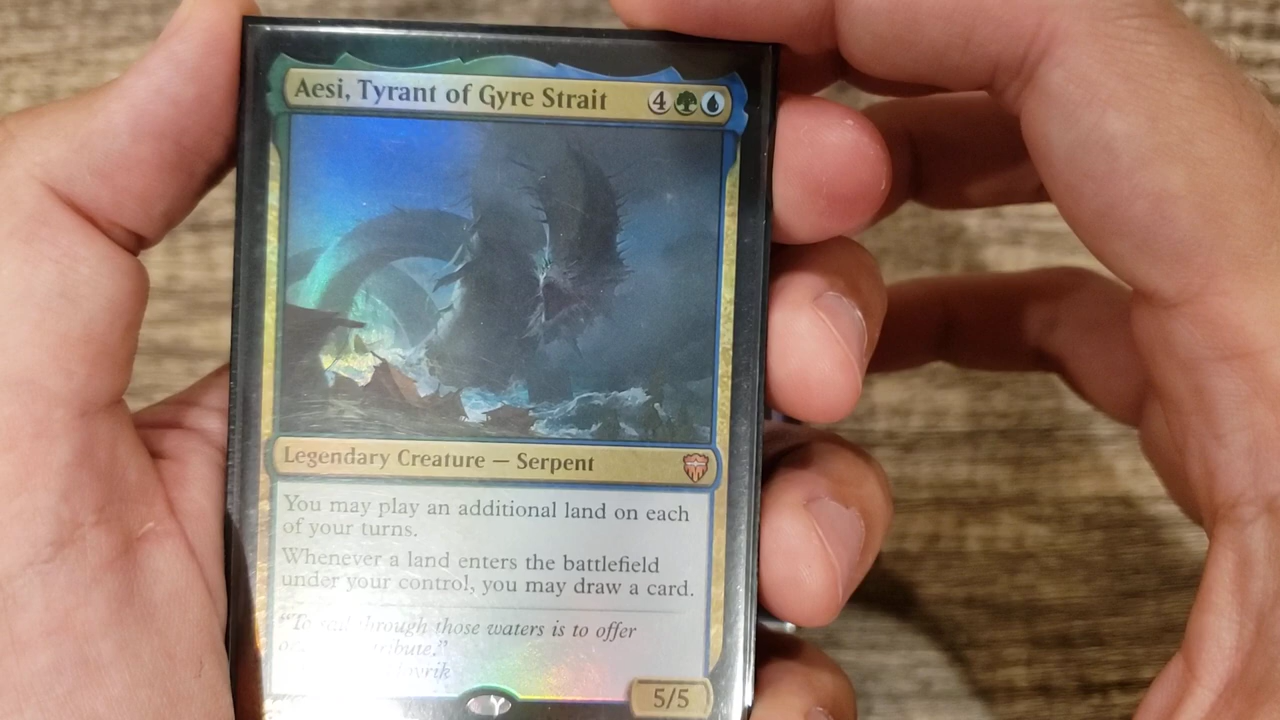 Aesi, Tyrant of Gyre Strait 4
Legendary Creature — Serpent
You may play an additional land on each
of your turns.
Whenever a land enters the battlefield
under your control, you may draw a card.
through those waters is to offer
5/5